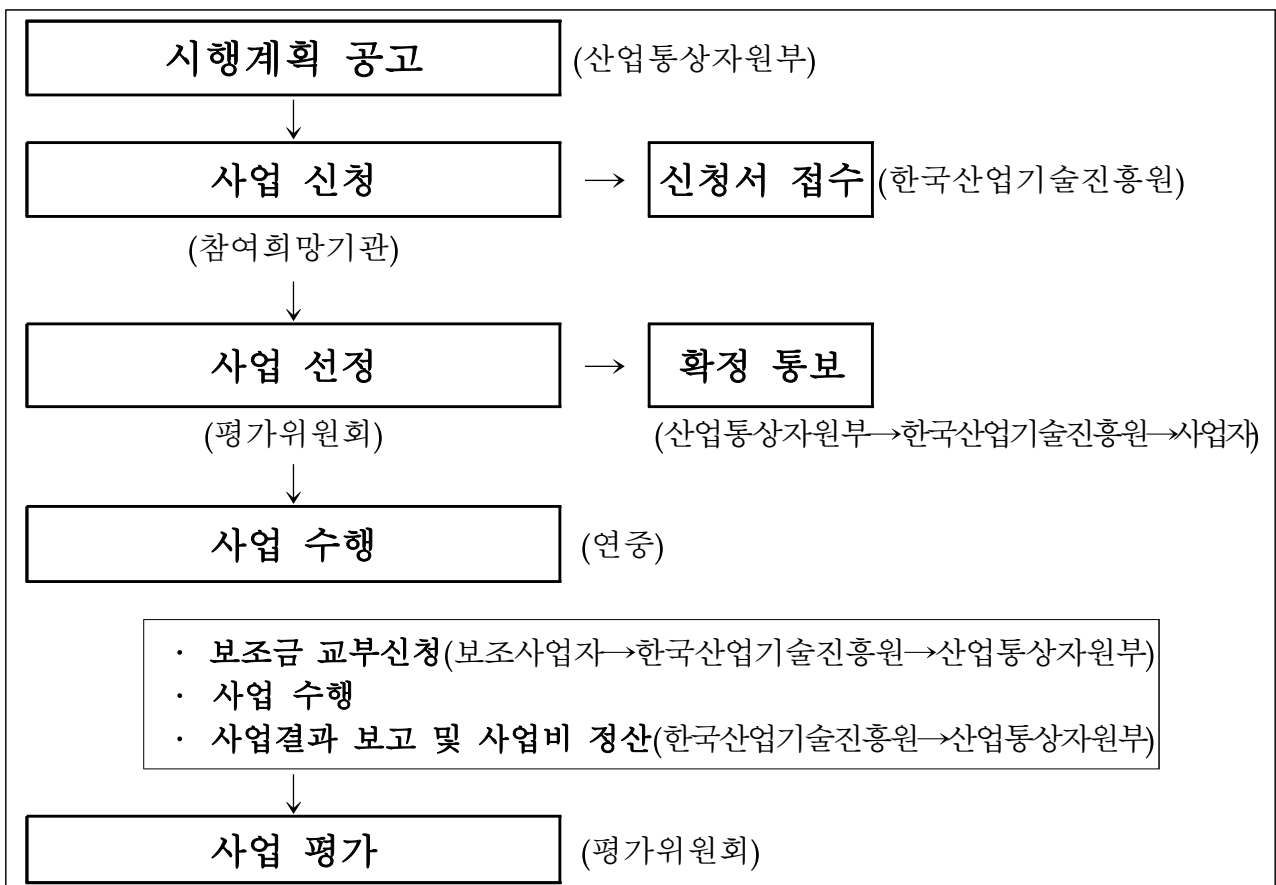 시행계획 공고 (산업통상자원부)
↓
사업 신청 → 신청서 접수 (한국산업기술진흥원)
(참여희망기관)
↓
사업 선정 → 확정 통보
(평가위원회) (산업통상자원부→한국산업기술진흥원→사업자)
↓
사업 수행 (연중)
· 보조금 교부신청(보조사업자→한국산업기술진흥원→산업통상자원부)
· 사업 수행
· 사업결과 보고 및 사업비 정산(한국산업기술진흥원→산업통상자원부)
↓
사업 평가 (평가위원회)